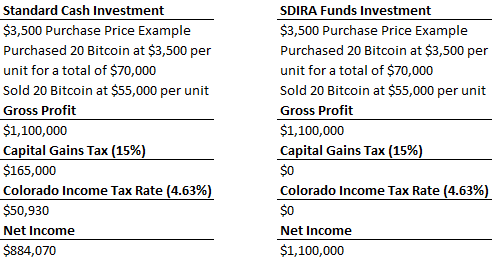 Standard Cash Investment
$3,500 Purchase Price Example
Purchased 20 Bitcoin at $3,500 per
unit for a total of $70,000
Sold 20 Bitcoin at $55,000 per unit
Gross Profit
$1,100,000
Capital Gains Tax (15%)
$165,000
Colorado Income Tax Rate (4.63%)
$50,930
Net Income
$884,070
SDIRA Funds Investment
$3,500 Purchase Price Example
Purchased 20 Bitcoin at $3,500 per
unit for a total of $70,000
Sold 20 Bitcoin at $55,000 per unit
Gross Profit
$1,100,000
Capital Gains Tax (15%)
$0
Colorado Income Tax Rate (4.63%)
$0
Net Income
$1,100,000